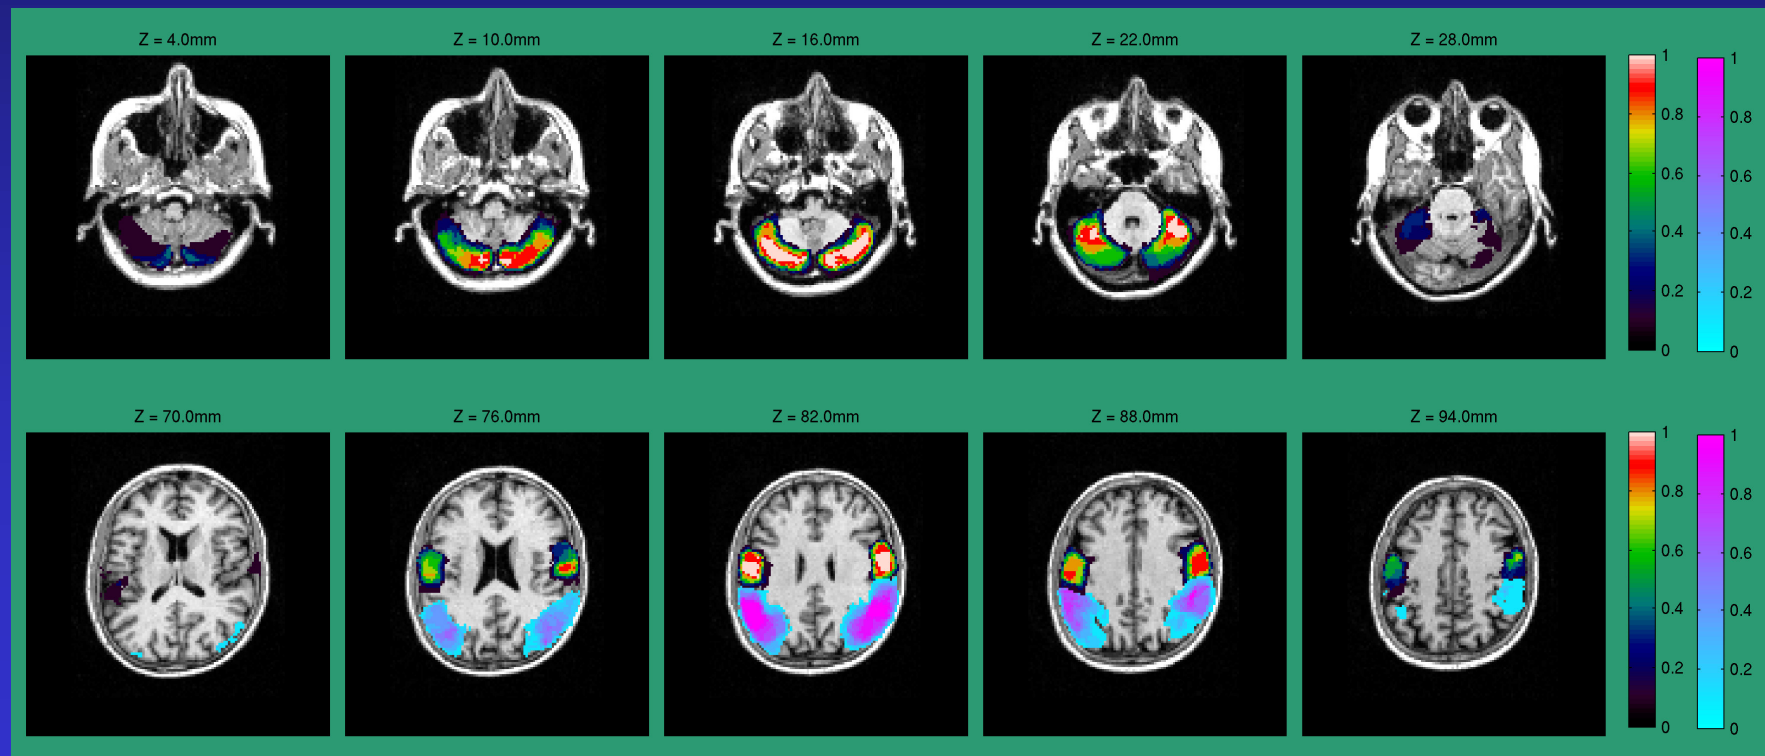 Z = 4.0mm
Z = 10.0mm
Z = 16.0mm
Z = 22.0mm
Z = 28.0mm
1
0.8
0.6
0.4
0.2
0
1
0.8
0.6
0.4
0.2
0
Z = 70.0mm
Z = 76.0mm
Z = 82.0mm
Z = 88.0mm
Z = 94.0mm
1
0.8
0.6
0.4
0.2
0
1
0.8
0.6
0.4
0.2
0